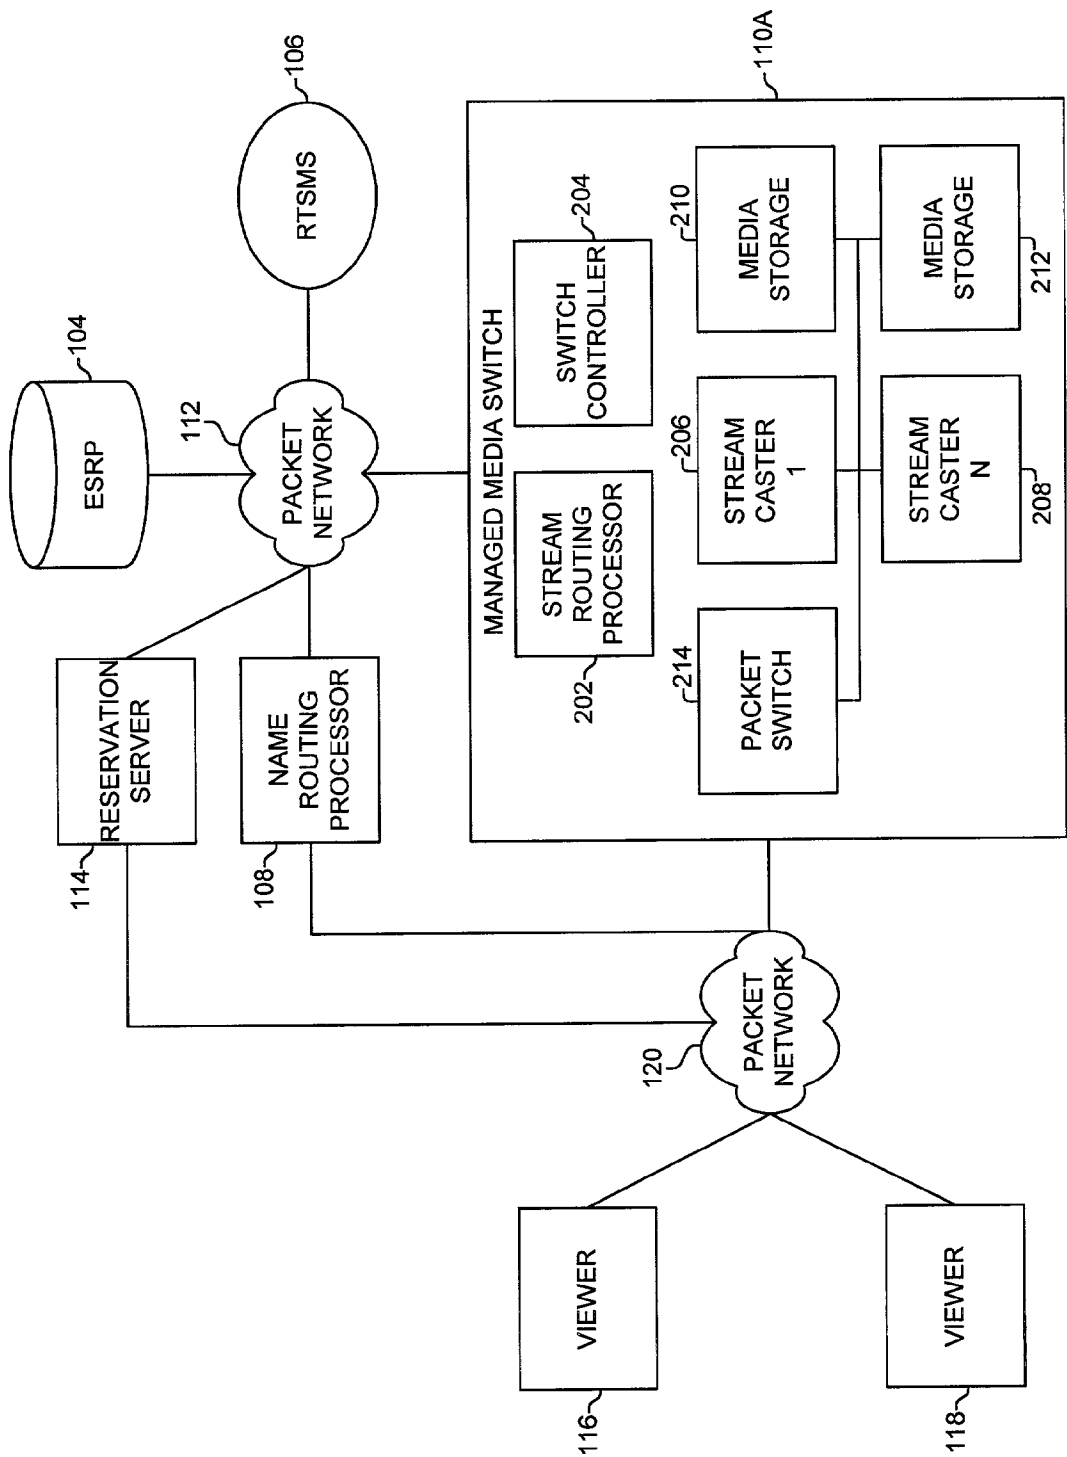 114
RESERVATION
SERVER
ESRP
104
108
NAME
ROUTING
PROCESSOR
PACKET
NETWORK
112
RTSMS
106
110A
MANAGED MEDIA SWITCH
202
STREAM
ROUTING
PROCESSOR
SWITCH
CONTROLLER
204
214
PACKET
SWITCH
206
STREAM
CASTER
1
210
MEDIA
STORAGE
STREAM
CASTER
N
208
MEDIA
STORAGE
212
120
PACKET
NETWORK
116
VIEWER
118
VIEWER